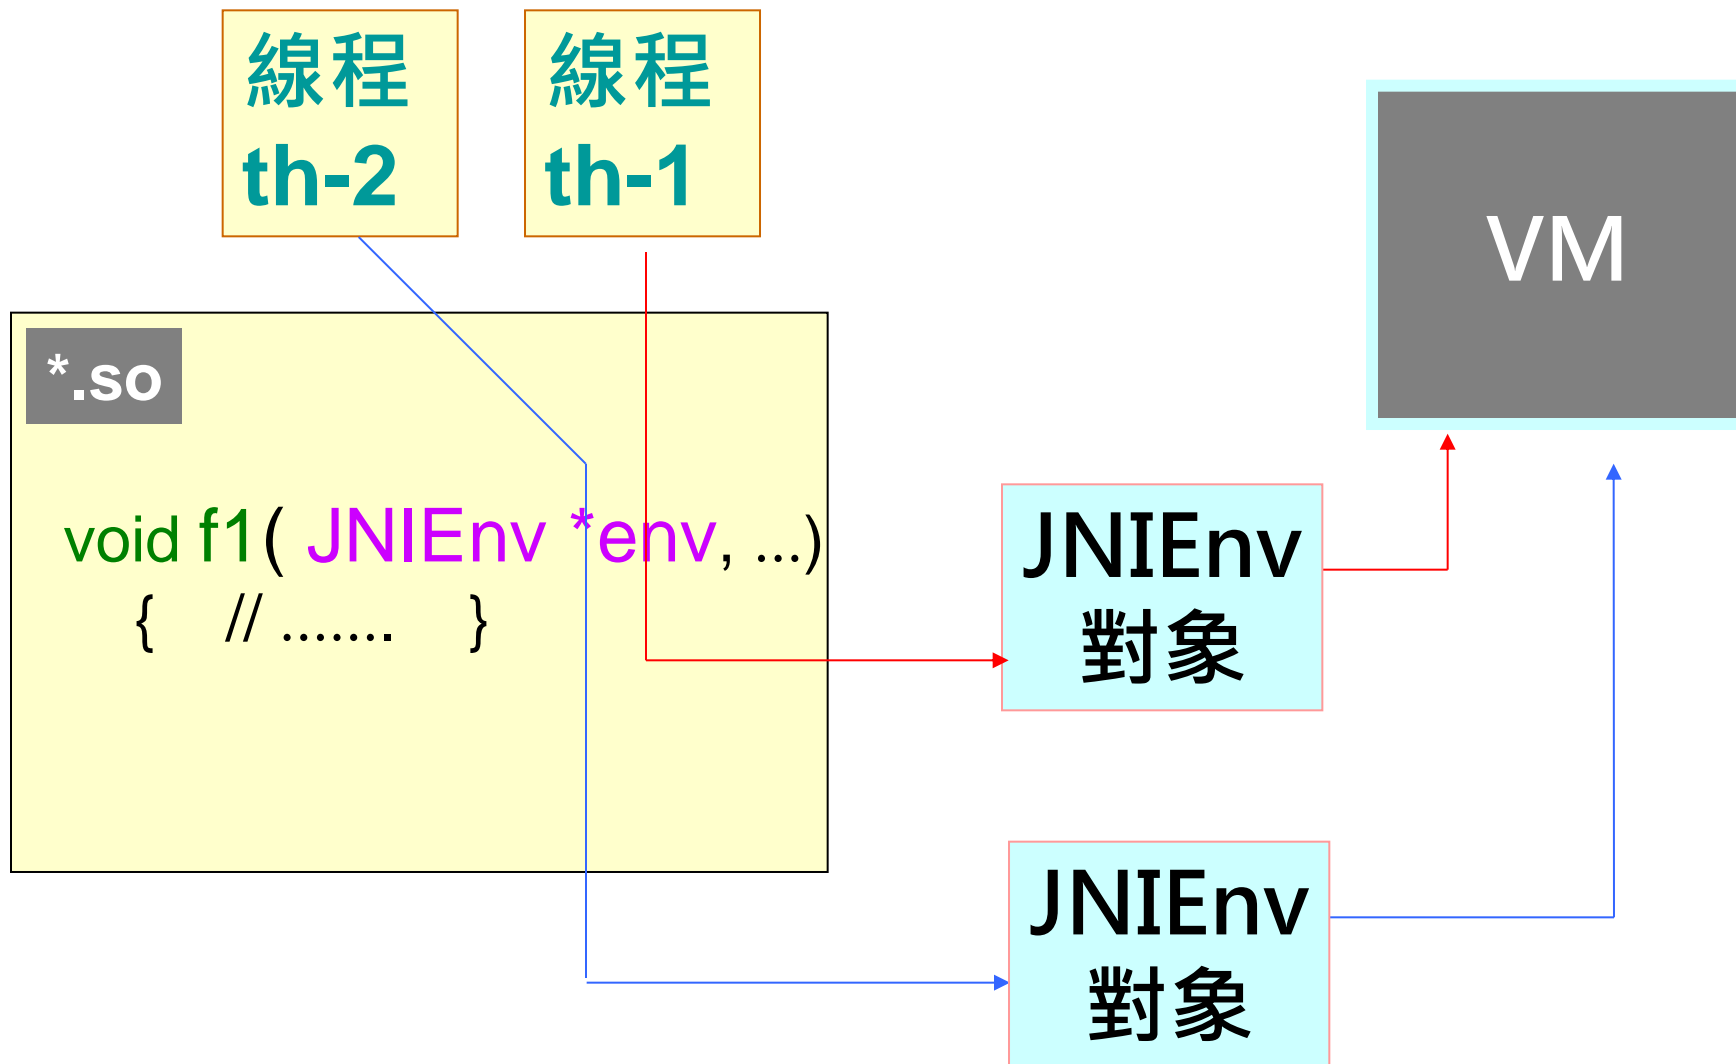 線程
th-2
線程
th-1
VM
*.so
void f1( JNIEnv *env, ...)
{ // ....... }
JNIEnv
對象
JNIEnv
對象